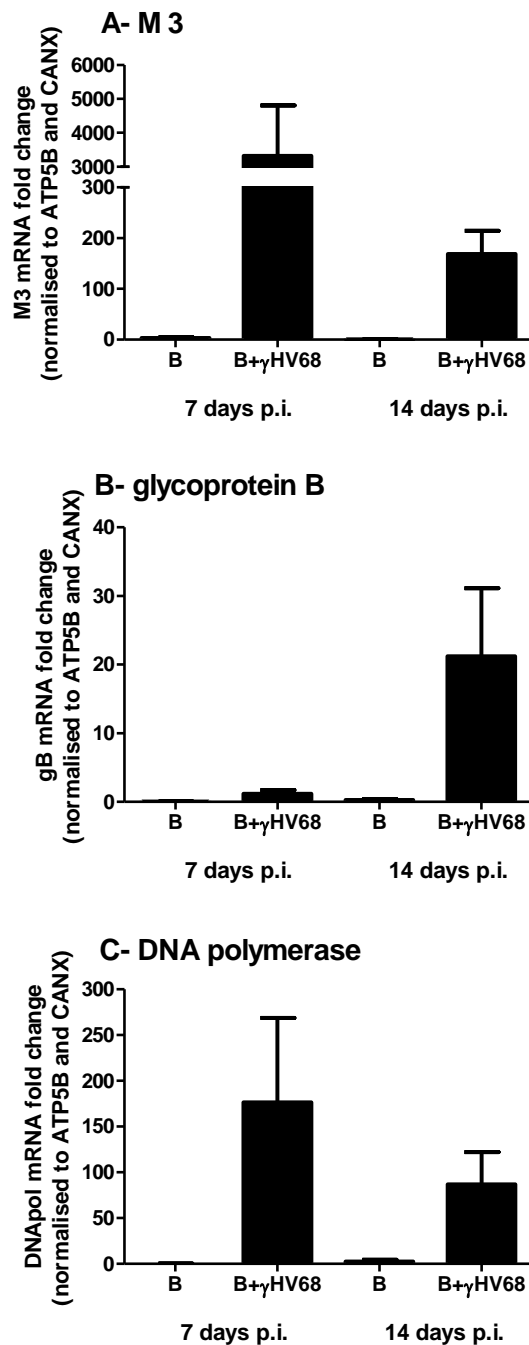 A- M 3
M3 mRNA fold change
(normalised to ATP5B and CANX)
6000
5000
4000
3000
300
200
100
0
B
B+γHV68
B
B+γHV68
7 days p.i.
14 days p.i.
B- glycoprotein B
gB mRNA fold change
(normalised to ATP5B and CANX)
40
30
20
10
0
B
B+γHV68
B
B+γHV68
7 days p.i.
14 days p.i.
C- DNA polymerase
DNApol mRNA fold change
(normalised to ATP5B and CANX)
300
250
200
150
100
50
0
B
B+γHV68
B
B+γHV68
7 days p.i.
14 days p.i.